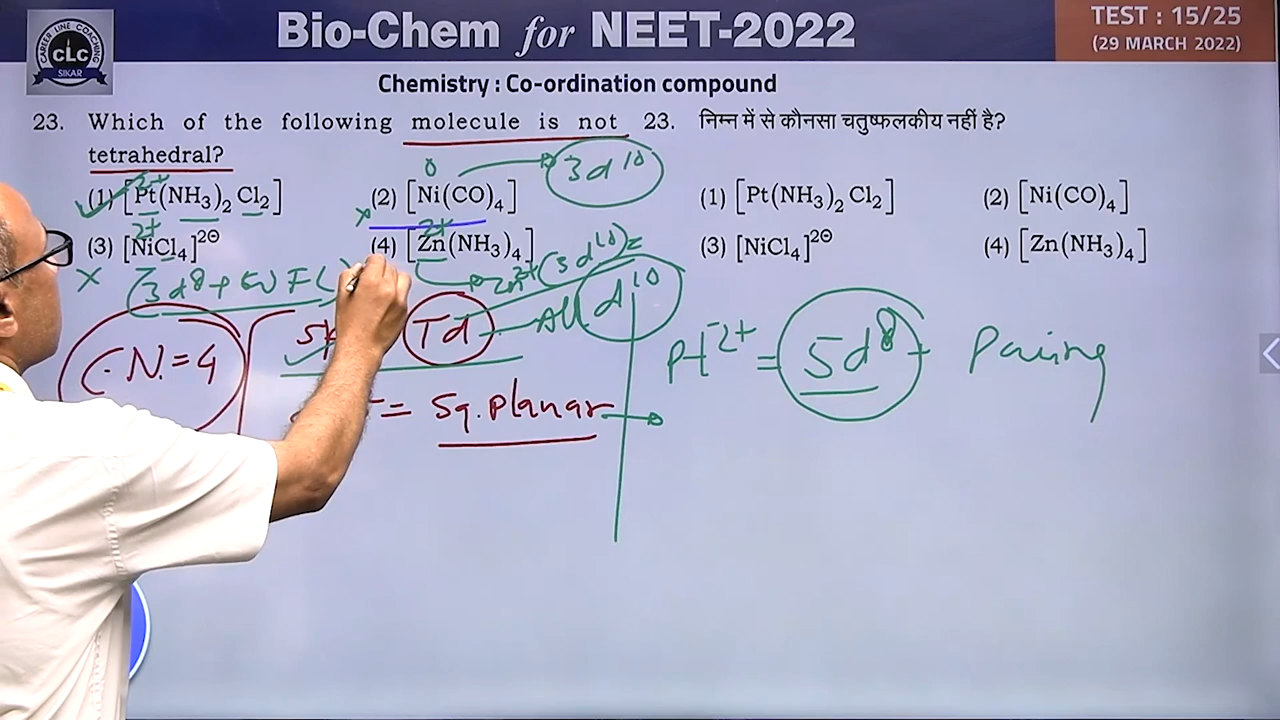 Bio-Chem for NEET-2022
TEST : 15/25
(29 MARCH 2022)
CAREER LINE COACHING
CLC
SIKAR
Chemistry : Co-ordination compound
23. Which of the following molecule is not tetrahedral?
(1) [Pt(NH₃)₂ Cl₂]
(2) [Ni(CO)₄]
(3) [NiCl₄]²⊖
(4) [Zn(NH₃)₄]
23. निम्न में से कौनसा चतुष्फलकीय नहीं है?
(1) [Pt(NH₃)₂ Cl₂]
(2) [Ni(CO)₄]
(3) [NiCl₄]²⊖
(4) [Zn(NH₃)₄]
2+
0
3d¹⁰
2+
2+
Zn²⁺(3d¹⁰)
C.N. = 4
Td
All d¹⁰
= Sq. planar
Pt²⁺ = 5d⁸ + Pairing